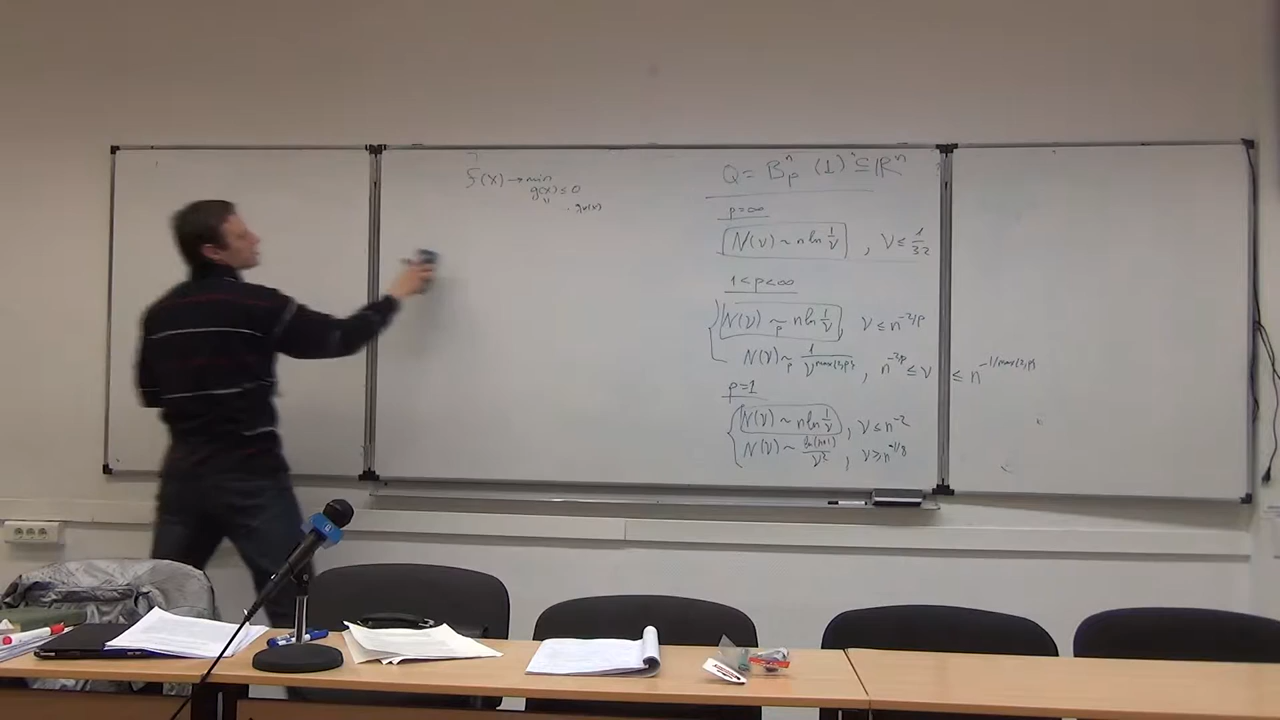 f(x) → min
g(x) ≤ 0
Q = B_p^n (1) ⊆ ℝ^n
p=∞
N(ν) ~ n ln 1/ν , ν ≤ 1/32
1<p<∞
N(ν) ~_p n ln 1/ν , ν ≤ n^{-2/p}
N(ν) ~_p 1/ν^{max(2,p)} , n^{-2/p} ≤ ν ≤ n^{-1/max(2,p)}
p=1
N(ν) ~ n ln 1/ν , ν ≤ n^{-2}
N(ν) ~ ln(n+1)/ν^2 , ν ≥ n^{-1/8}